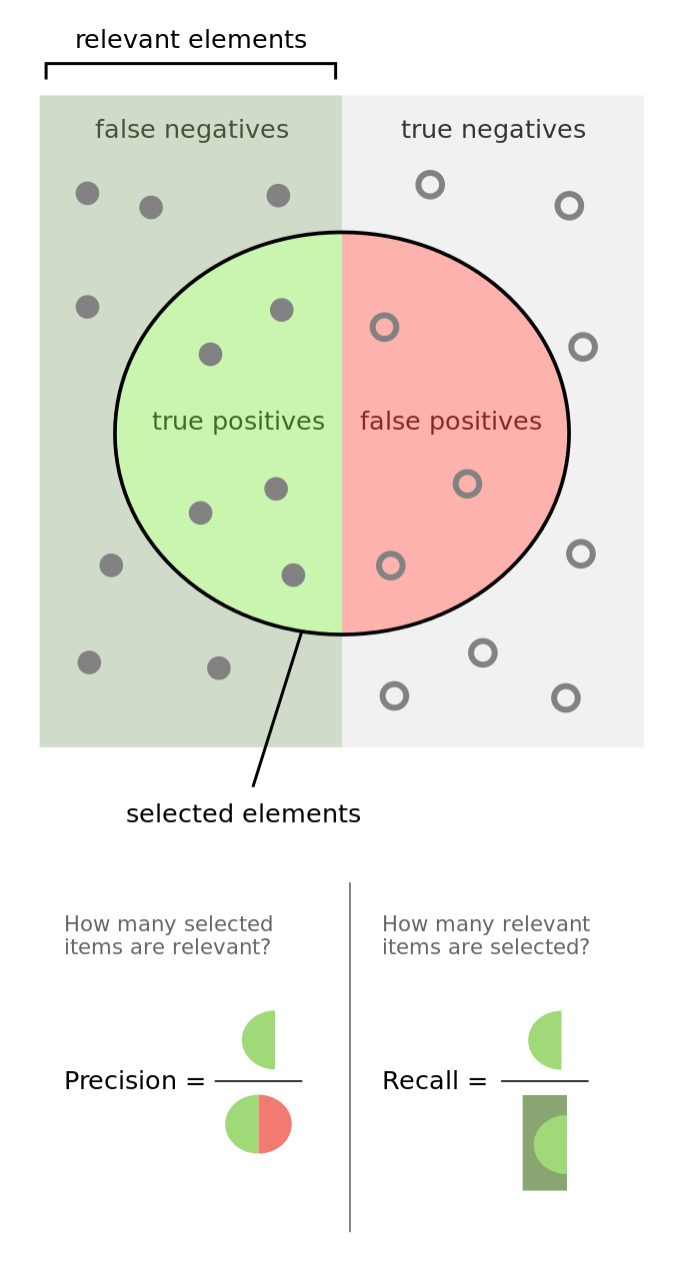 relevant elements
false negatives
true negatives
true positives
false positives
selected elements
How many selected
items are relevant?
How many relevant
items are selected?
Precision =
Recall =